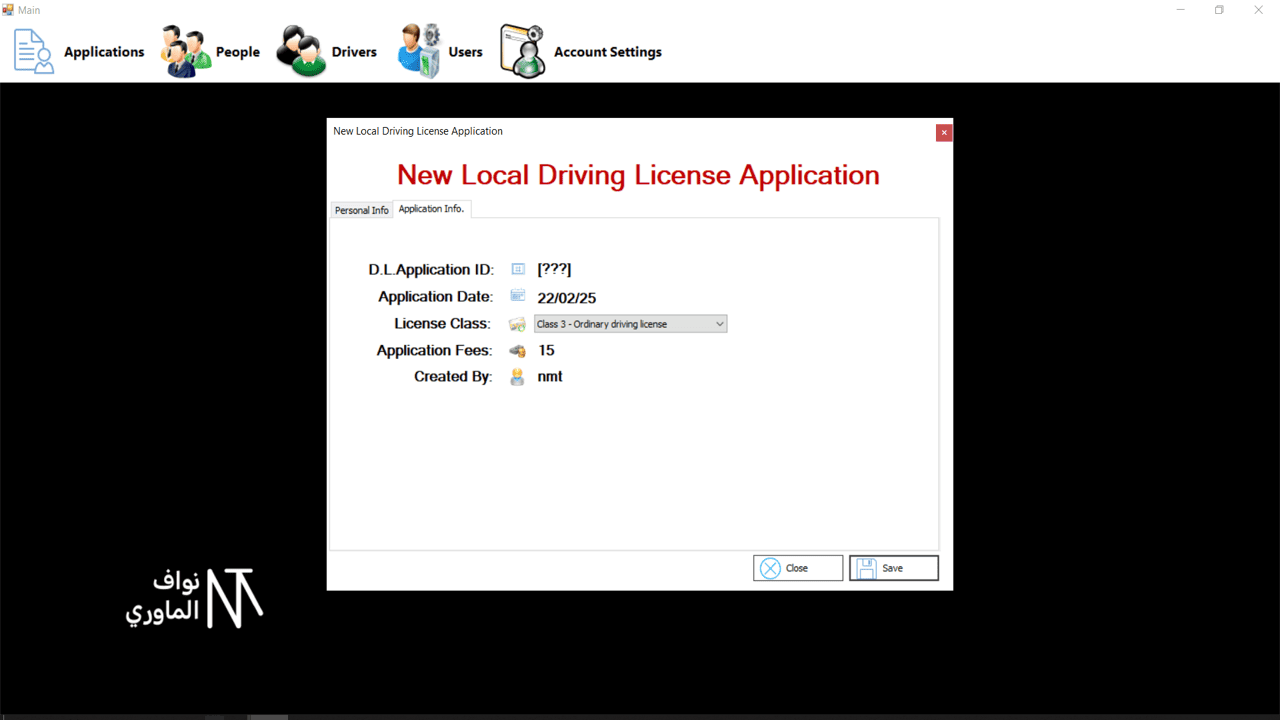 Main
Applications People Drivers Users Account Settings
New Local Driving License Application
New Local Driving License Application
Personal Info Application Info.
D.L.Application ID: [???]
Application Date: 22/02/25
License Class: Class 3 - Ordinary driving license
Application Fees: 15
Created By: nmt
Close Save
نواف
الماوري